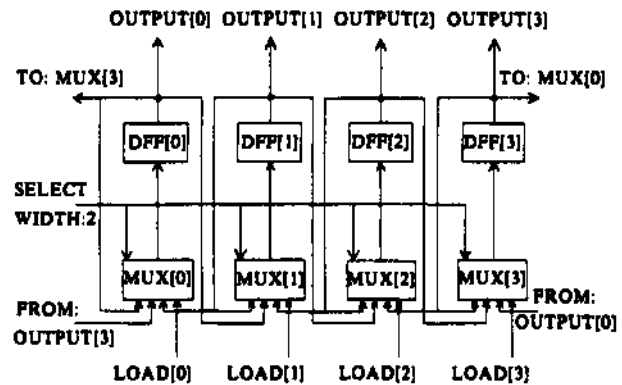 OUTPUT[0] OUTPUT[1] OUTPUT[2] OUTPUT[3]
TO: MUX[3]
TO: MUX[0]
DFF[0] DFF[1] DFF[2] DFF[3]
SELECT
WIDTH:2
MUX[0] MUX[1] MUX[2] MUX[3]
FROM:
OUTPUT[3]
FROM:
OUTPUT[0]
LOAD[0] LOAD[1] LOAD[2] LOAD[3]